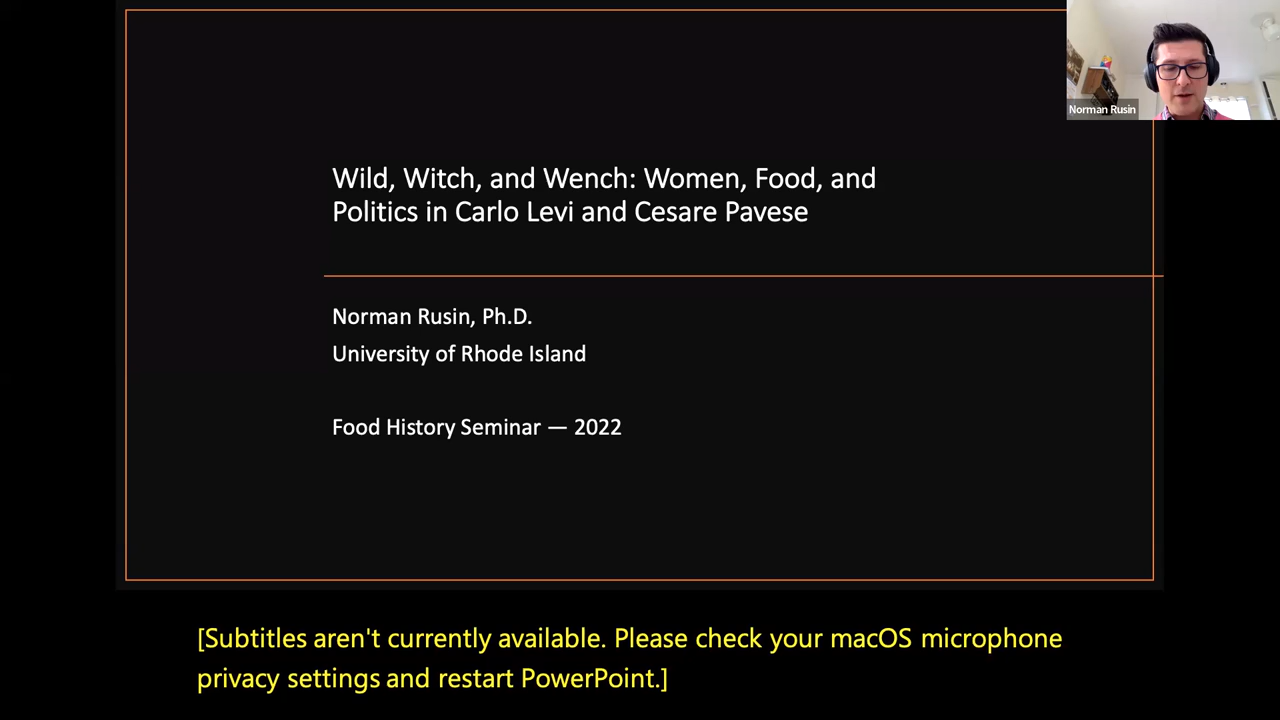 Norman Rusin
Wild, Witch, and Wench: Women, Food, and
Politics in Carlo Levi and Cesare Pavese
Norman Rusin, Ph.D.
University of Rhode Island
Food History Seminar — 2022
[Subtitles aren't currently available. Please check your macOS microphone
privacy settings and restart PowerPoint.]